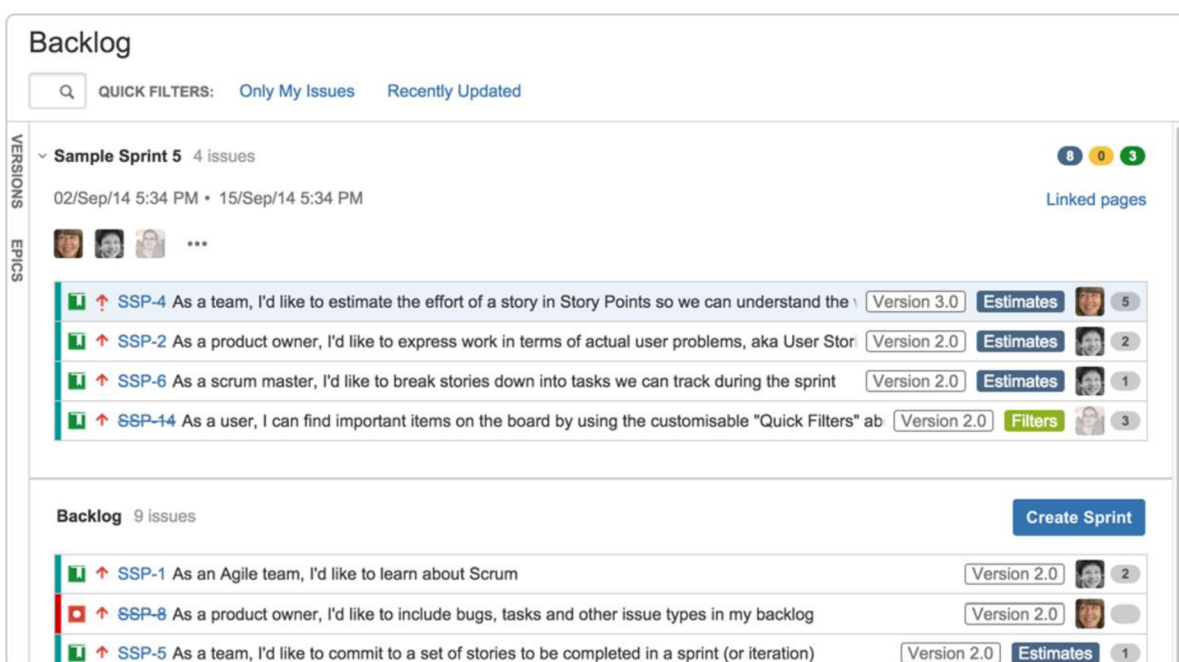 Backlog
QUICK FILTERS: Only My Issues Recently Updated
VERSIONS
EPICS
Sample Sprint 5 4 issues 8 0 3
02/Sep/14 5:34 PM • 15/Sep/14 5:34 PM Linked pages
SSP-4 As a team, I'd like to estimate the effort of a story in Story Points so we can understand the Version 3.0 Estimates 5
SSP-2 As a product owner, I'd like to express work in terms of actual user problems, aka User Stor Version 2.0 Estimates 2
SSP-6 As a scrum master, I'd like to break stories down into tasks we can track during the sprint Version 2.0 Estimates 1
SSP-14 As a user, I can find important items on the board by using the customisable "Quick Filters" ab Version 2.0 Filters 3
Backlog 9 issues Create Sprint
SSP-1 As an Agile team, I'd like to learn about Scrum Version 2.0 2
SSP-8 As a product owner, I'd like to include bugs, tasks and other issue types in my backlog Version 2.0
SSP-5 As a team, I'd like to commit to a set of stories to be completed in a sprint (or iteration) Version 2.0 Estimates 1